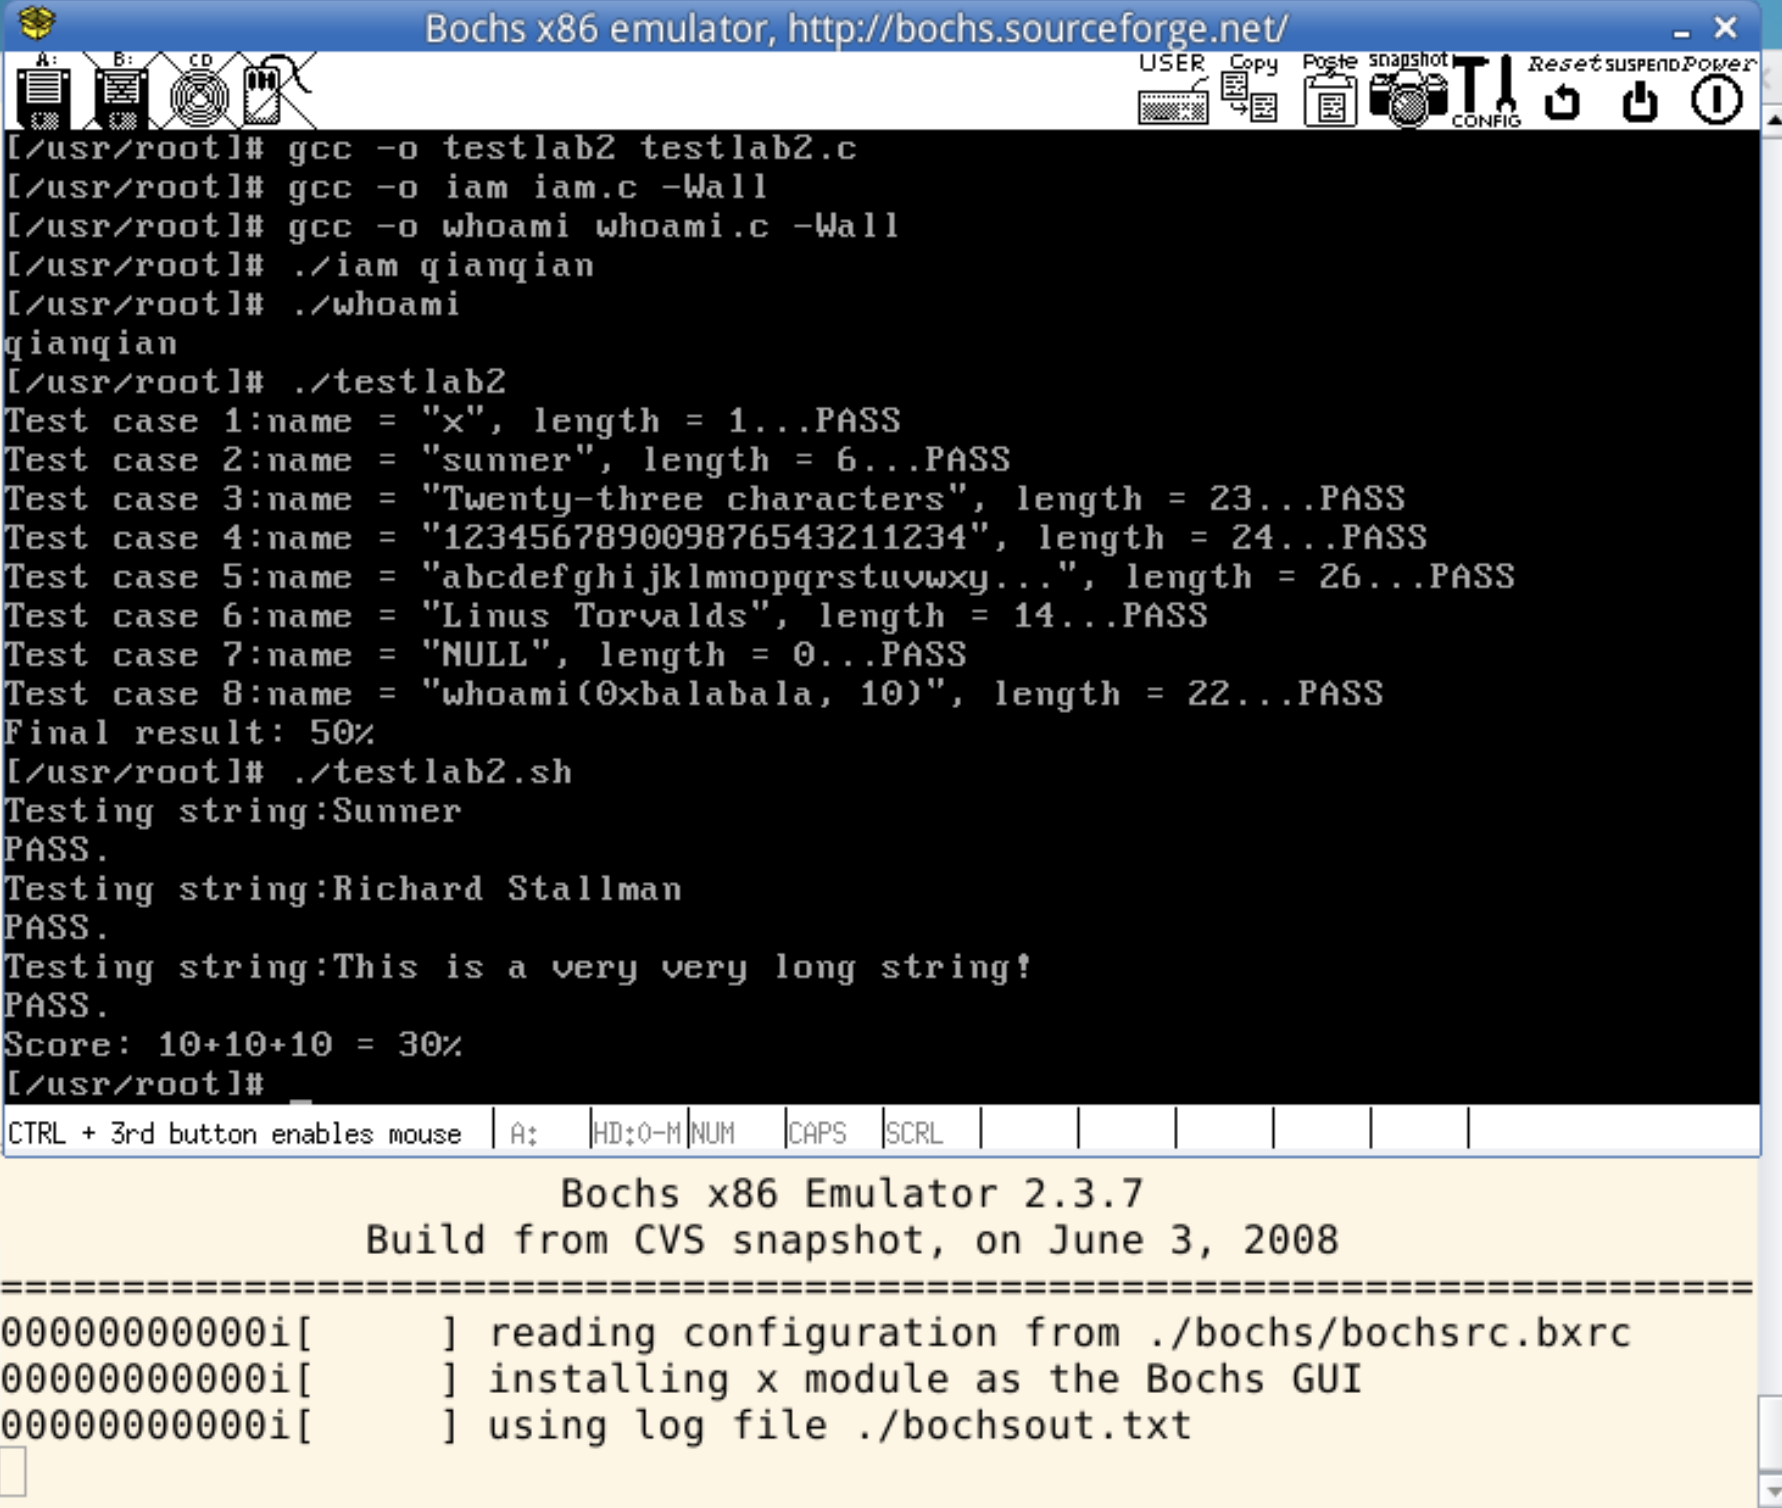 Bochs x86 emulator, http://bochs.sourceforge.net/
A: B: CD USER Copy Paste snapshot CONFIG Reset SUSPEND Power
[/usr/root]# gcc -o testlab2 testlab2.c
[/usr/root]# gcc -o iam iam.c -Wall
[/usr/root]# gcc -o whoami whoami.c -Wall
[/usr/root]# ./iam qianqian
[/usr/root]# ./whoami
qianqian
[/usr/root]# ./testlab2
Test case 1:name = "x", length = 1...PASS
Test case 2:name = "sunner", length = 6...PASS
Test case 3:name = "Twenty-three characters", length = 23...PASS
Test case 4:name = "123456789009876543211234", length = 24...PASS
Test case 5:name = "abcdefghijklmnopqrstuvwxy...", length = 26...PASS
Test case 6:name = "Linus Torvalds", length = 14...PASS
Test case 7:name = "NULL", length = 0...PASS
Test case 8:name = "whoami(0xbalabala, 10)", length = 22...PASS
Final result: 50%
[/usr/root]# ./testlab2.sh
Testing string:Sunner
PASS.
Testing string:Richard Stallman
PASS.
Testing string:This is a very very long string!
PASS.
Score: 10+10+10 = 30%
[/usr/root]# _
CTRL + 3rd button enables mouse A: HD:0-M NUM CAPS SCRL
Bochs x86 Emulator 2.3.7
Build from CVS snapshot, on June 3, 2008
========================================================================
00000000000i[     ] reading configuration from ./bochs/bochsrc.bxrc
00000000000i[     ] installing x module as the Bochs GUI
00000000000i[     ] using log file ./bochsout.txt